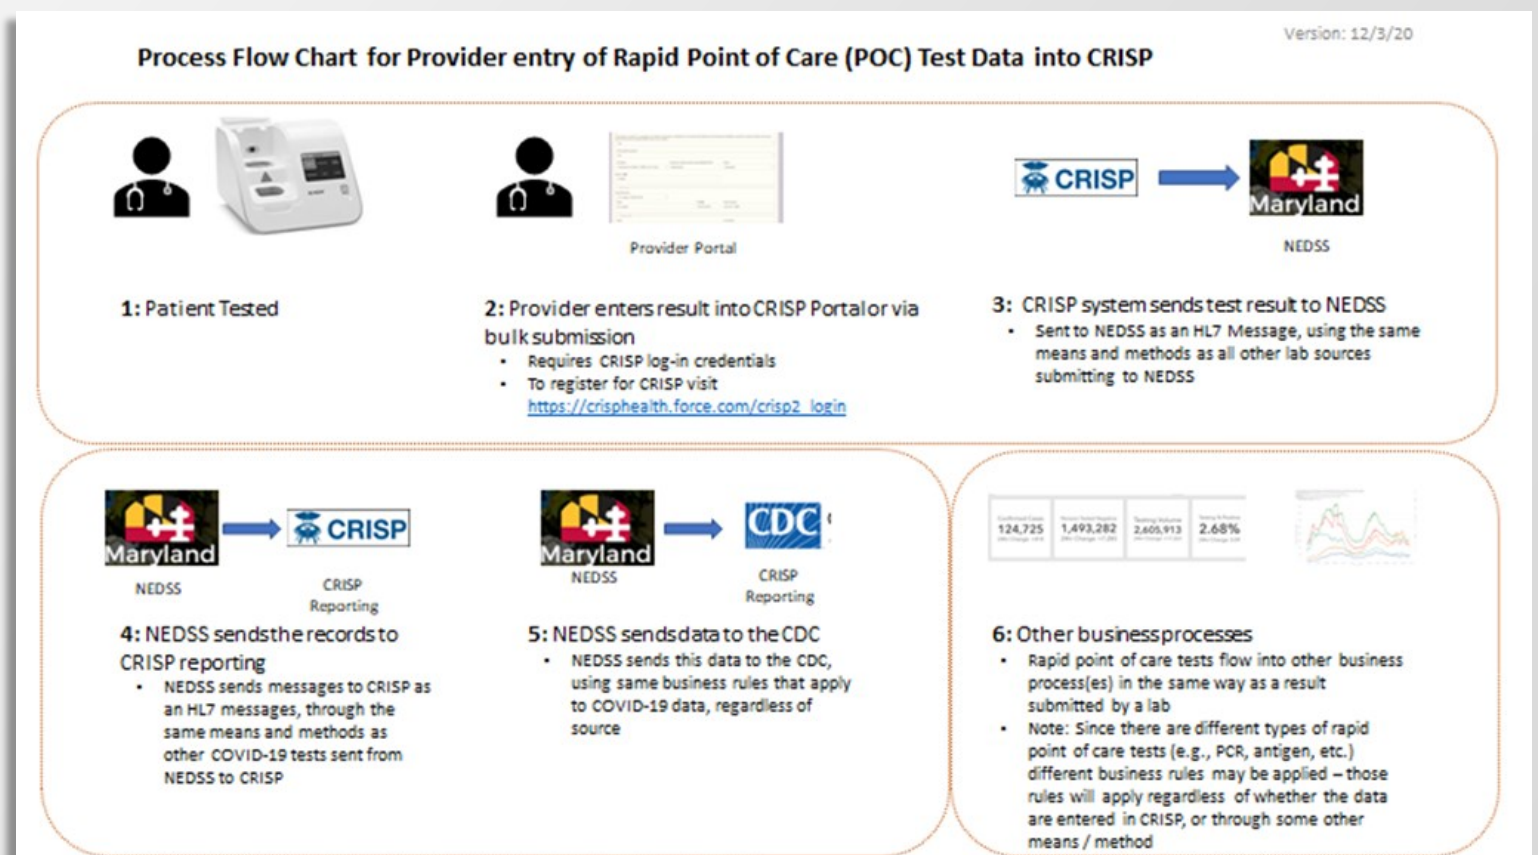 Version: 12/3/20
Process Flow Chart for Provider entry of Rapid Point of Care (POC) Test Data into CRISP
CRISP
Maryland
Provider Portal
NEDSS
1: Patient Tested
2: Provider enters result into CRISP Portal or via
bulk submission
• Requires CRISP log-in credentials
• To register for CRISP visit
https://crisphealth.force.com/crisp2_login
3: CRISP system sends test result to NEDSS
• Sent to NEDSS as an HL7 Message, using the same
means and methods as all other lab sources
submitting to NEDSS
Maryland
CRISP
NEDSS
CRISP
Reporting
4: NEDSS sends the records to
CRISP reporting
• NEDSS sends messages to CRISP as
an HL7 messages, through the
same means and methods as
other COVID-19 tests sent from
NEDSS to CRISP
Maryland
CDC
NEDSS
CRISP
Reporting
5: NEDSS sends data to the CDC
• NEDSS sends this data to the CDC,
using same business rules that apply
to COVID-19 data, regardless of
source
Confirmed Cases
124,725
1,493,282
Testing Volume
2,605,913
2.68%
6: Other business processes
• Rapid point of care tests flow into other business
process(es) in the same way as a result
submitted by a lab
• Note: Since there are different types of rapid
point of care tests (e.g., PCR, antigen, etc.)
different business rules may be applied – those
rules will apply regardless of whether the data
are entered in CRISP, or through some other
means / method